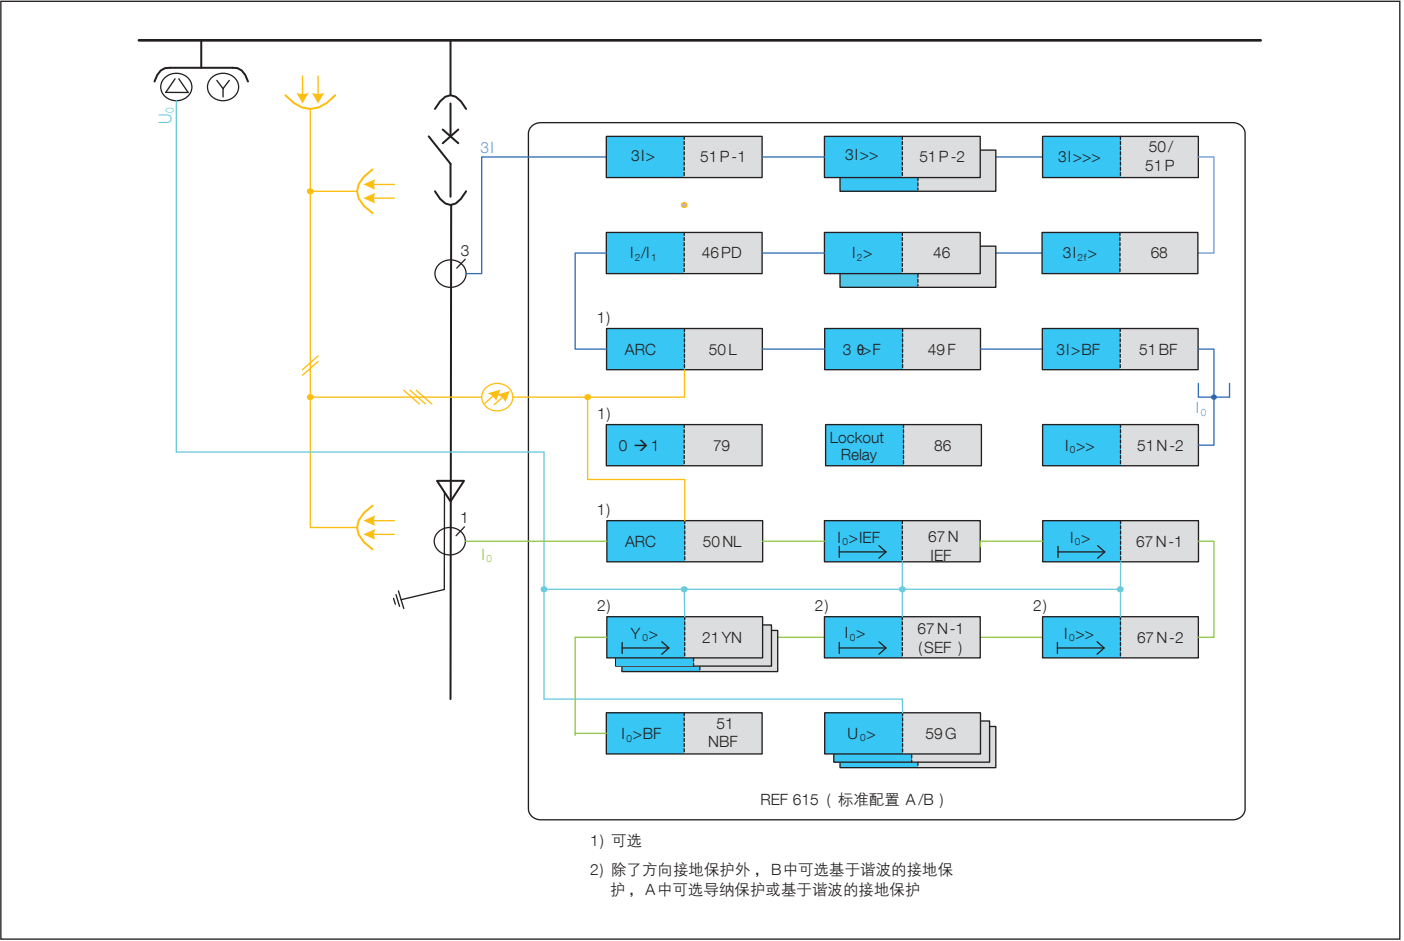 U₀
3I
3
3I> 51P-1
3I>> 51P-2
3I>>> 50/
51P
I₂/I₁ 46PD
I₂> 46
3I₂f> 68
1)
ARC 50L
3 θ>F 49F
3I>BF 51BF
I₀
1)
0 → 1 79
Lockout
Relay 86
I₀>> 51N-2
1)
1
I₀
ARC 50NL
I₀>IEF 67N
IEF
I₀> 67N-1
2)
Y₀> 21YN
2)
I₀> 67N-1
(SEF)
2)
I₀>> 67N-2
I₀>BF 51
NBF
U₀> 59G
REF 615 ( 标准配置 A/B )
1) 可选
2) 除了方向接地保护外，B中可选基于谐波的接地保
护，A中可选导纳保护或基于谐波的接地保护